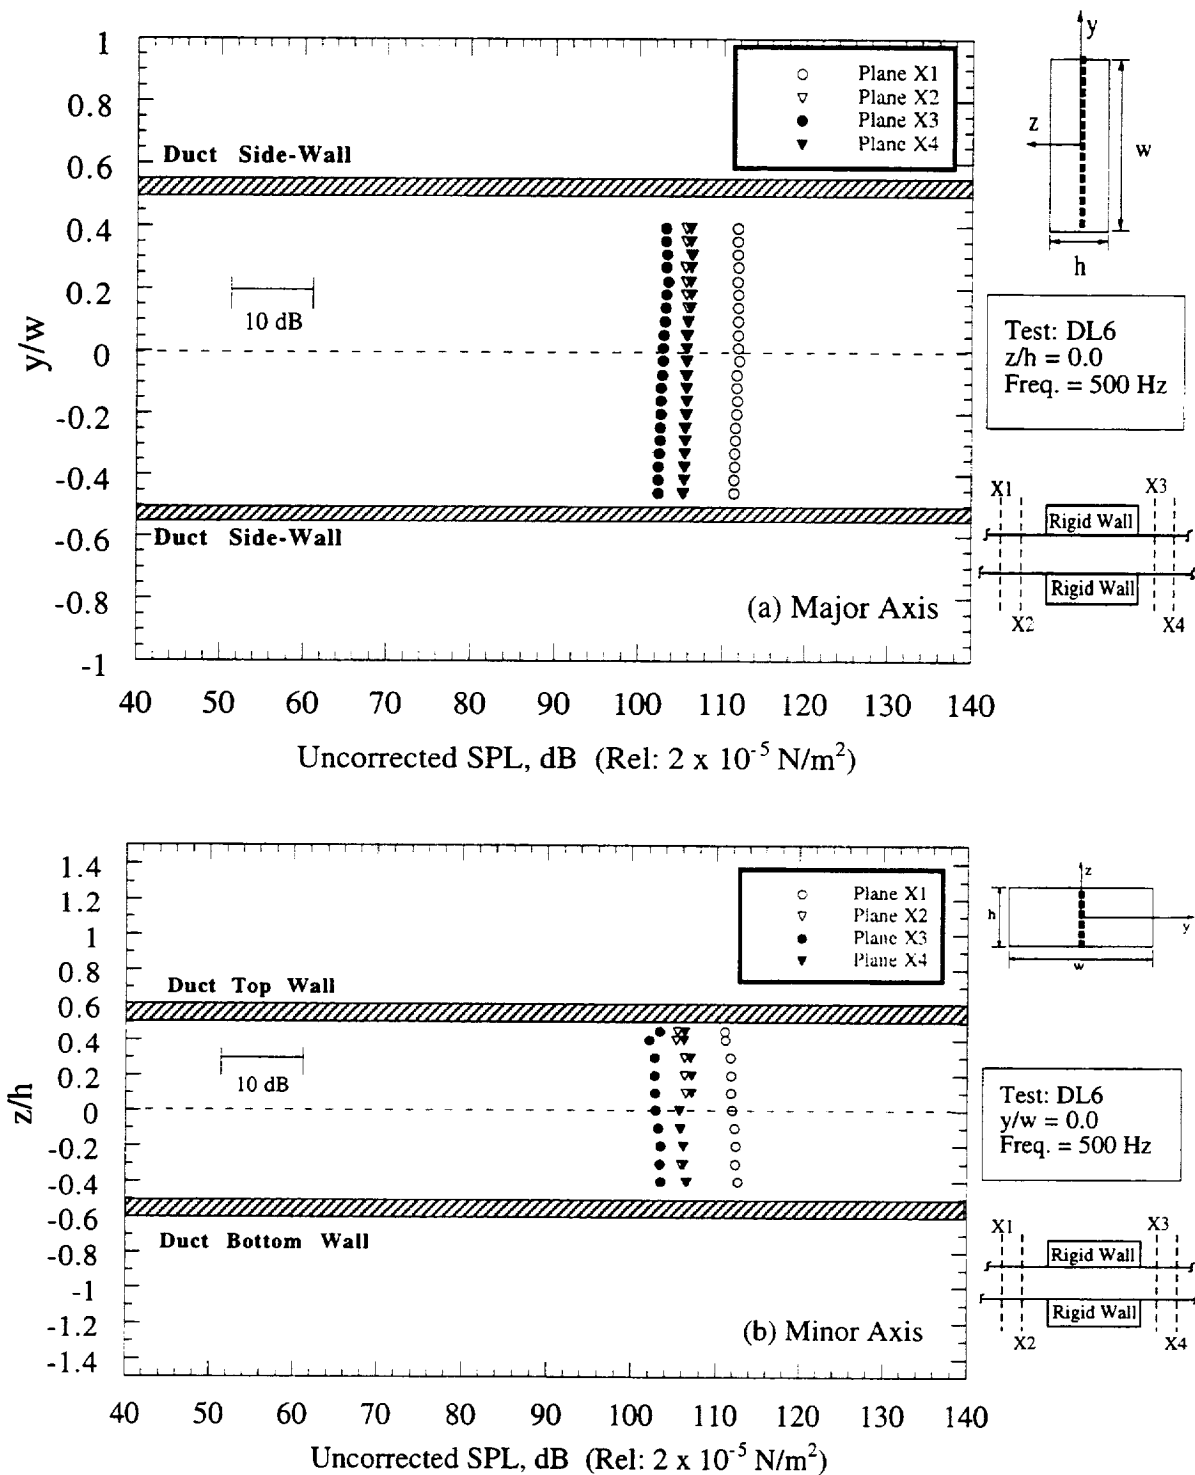 1
0.8
0.6
0.4
0.2
0
-0.2
-0.4
-0.6
-0.8
-1
y/w
Plane X1
Plane X2
Plane X3
Plane X4
Duct Side-Wall
10 dB
Duct Side-Wall
(a) Major Axis
40 50 60 70 80 90 100 110 120 130 140
Uncorrected SPL, dB (Rel: 2 x 10⁻⁵ N/m²)
y
z
w
h
Test: DL6
z/h = 0.0
Freq. = 500 Hz
X1 X3
Rigid Wall
Rigid Wall
X2 X4
1.4
1.2
1
0.8
0.6
0.4
0.2
0
-0.2
-0.4
-0.6
-0.8
-1
-1.2
-1.4
z/h
Plane X1
Plane X2
Plane X3
Plane X4
Duct Top Wall
10 dB
Duct Bottom Wall
(b) Minor Axis
40 50 60 70 80 90 100 110 120 130 140
Uncorrected SPL, dB (Rel: 2 x 10⁻⁵ N/m²)
z
h
y
w
Test: DL6
y/w = 0.0
Freq. = 500 Hz
X1 X3
Rigid Wall
Rigid Wall
X2 X4